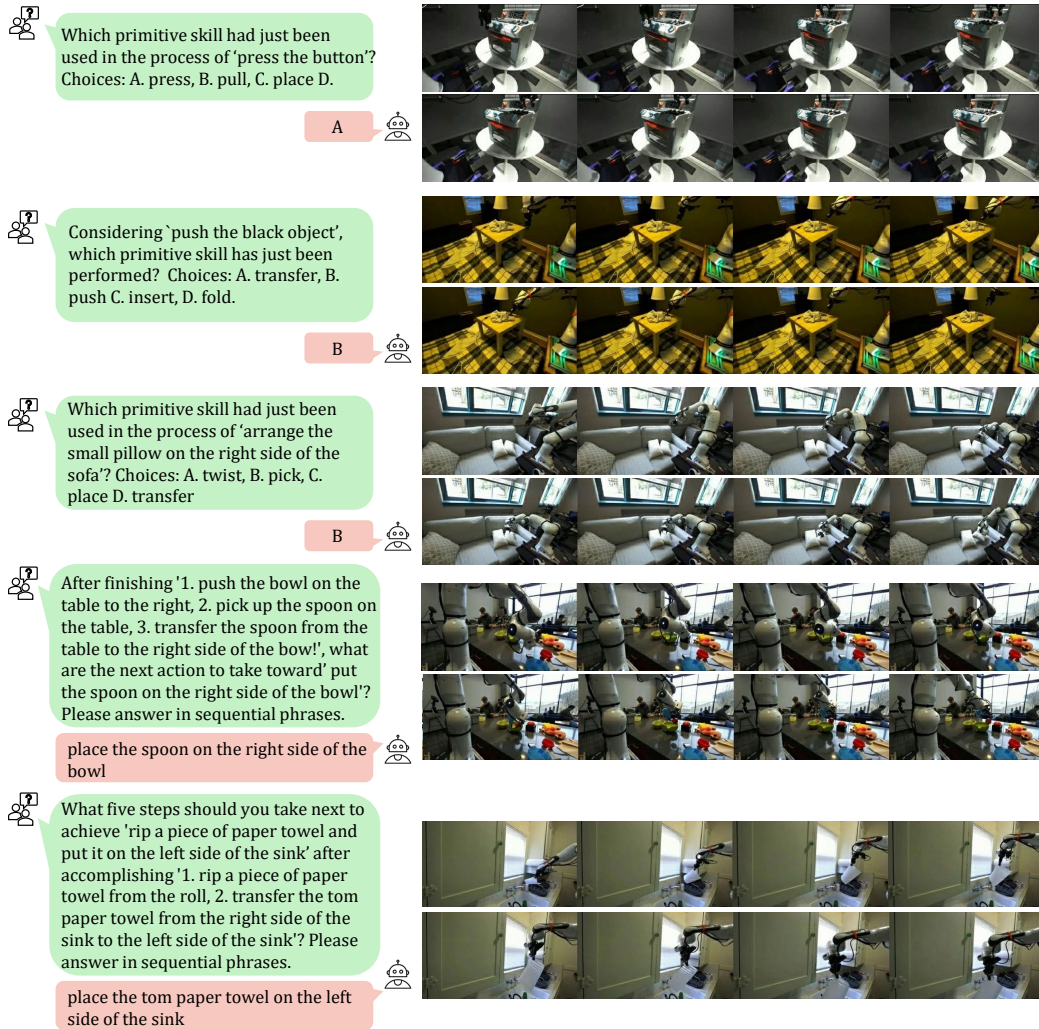 Which primitive skill had just been
used in the process of ‘press the button’?
Choices: A. press, B. pull, C. place D.
A
Considering `push the black object’,
which primitive skill has just been
performed?  Choices: A. transfer, B.
push C. insert, D. fold.
B
Which primitive skill had just been
used in the process of ‘arrange the
small pillow on the right side of the
sofa’? Choices: A. twist, B. pick, C.
place D. transfer
B
After finishing '1. push the bowl on the
table to the right, 2. pick up the spoon on
the table, 3. transfer the spoon from the
table to the right side of the bow!', what
are the next action to take toward’ put
the spoon on the right side of the bowl'?
Please answer in sequential phrases.
place the spoon on the right side of the
bowl
What five steps should you take next to
achieve 'rip a piece of paper towel and
put it on the left side of the sink’ after
accomplishing '1. rip a piece of paper
towel from the roll, 2. transfer the tom
paper towel from the right side of the
sink to the left side of the sink'? Please
answer in sequential phrases.
place the tom paper towel on the left
side of the sink